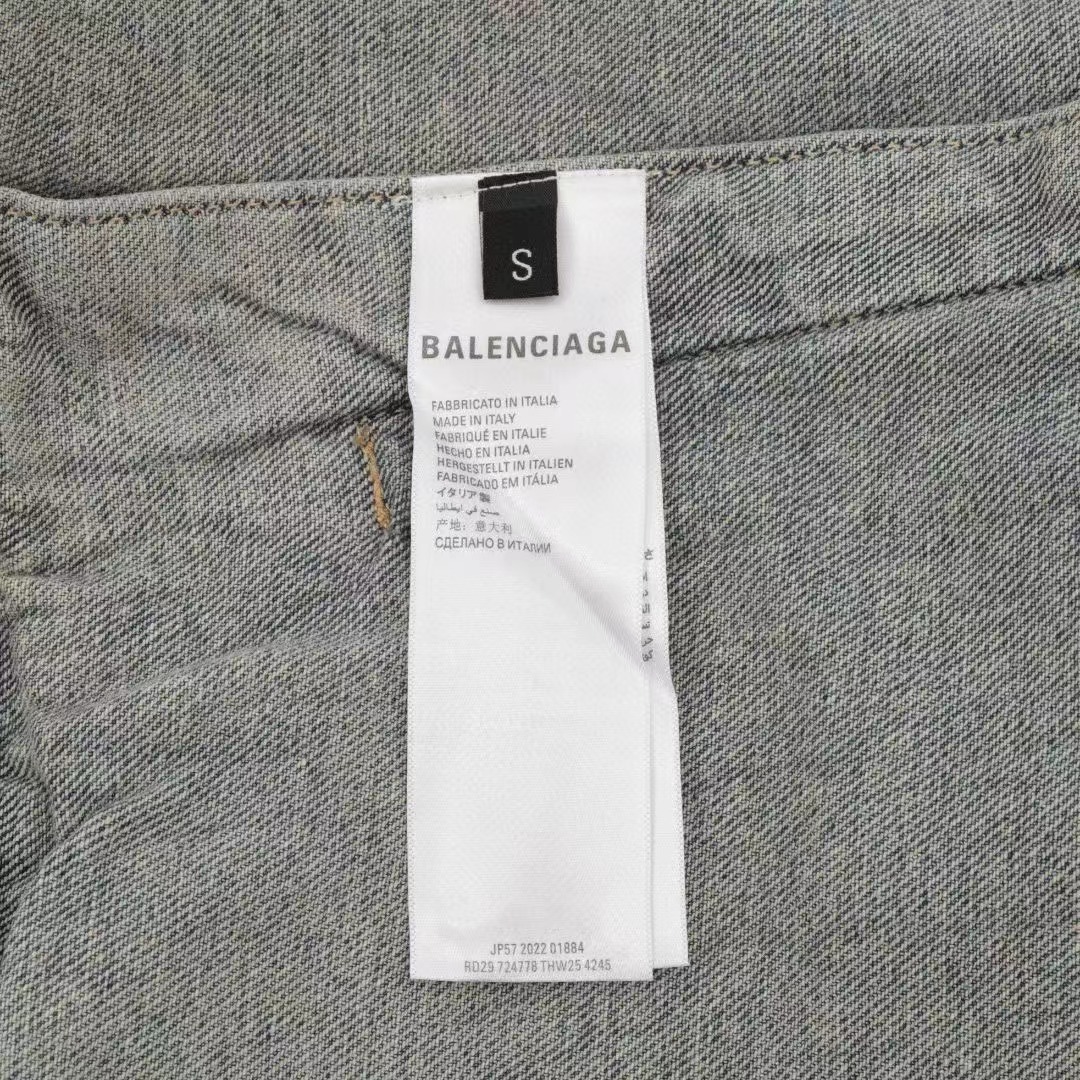 S
BALENCIAGA
FABBRICATO IN ITALIA
MADE IN ITALY
FABRIQUÉ EN ITALIE
HECHO EN ITALIA
HERGESTELLT IN ITALIEN
FABRICADO EM ITÁLIA
イタリア製
صنع في ايطاليا
产地：意大利
СДЕЛАНО В ИТАЛИИ
JP57 2022 01884
RD29 724778 THW25 4245